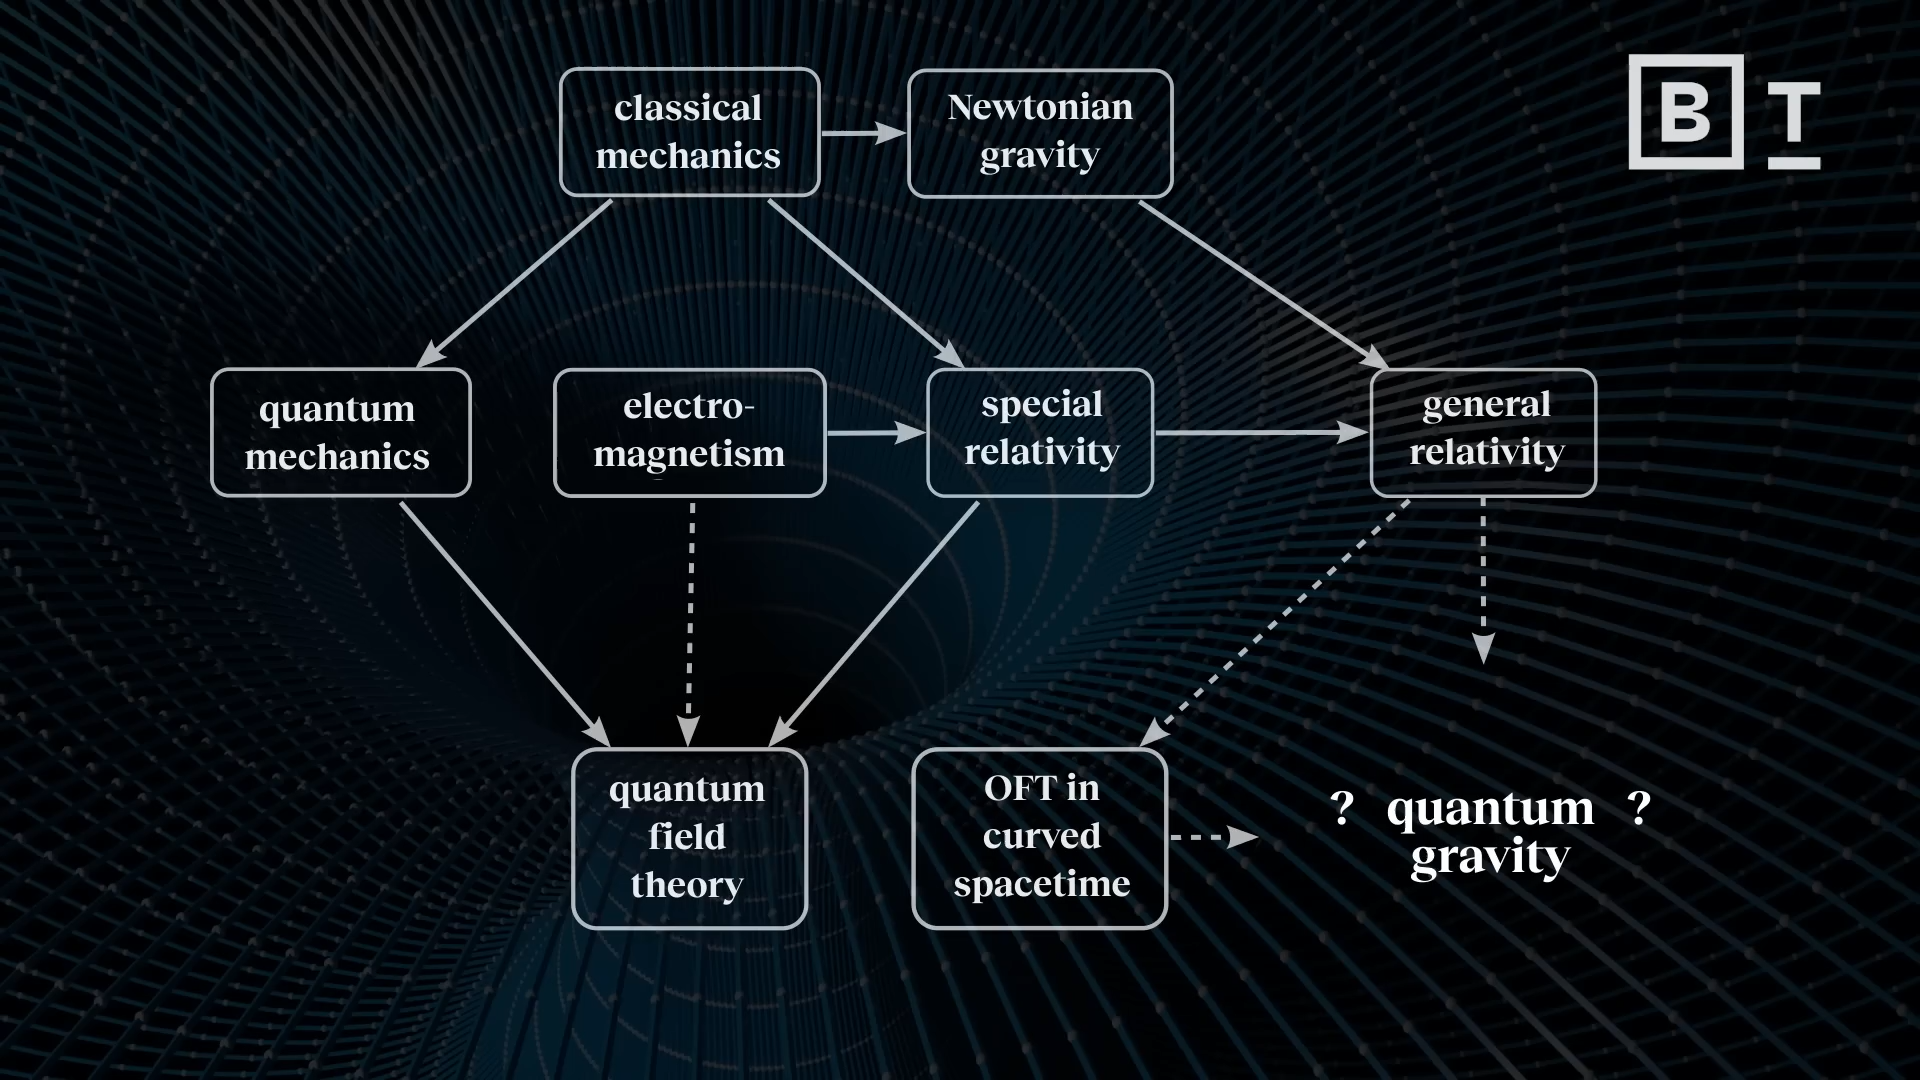 classical
mechanics
Newtonian
gravity
B T
quantum
mechanics
electro-
magnetism
special
relativity
general
relativity
quantum
field
theory
OFT in
curved
spacetime
? quantum ?
gravity